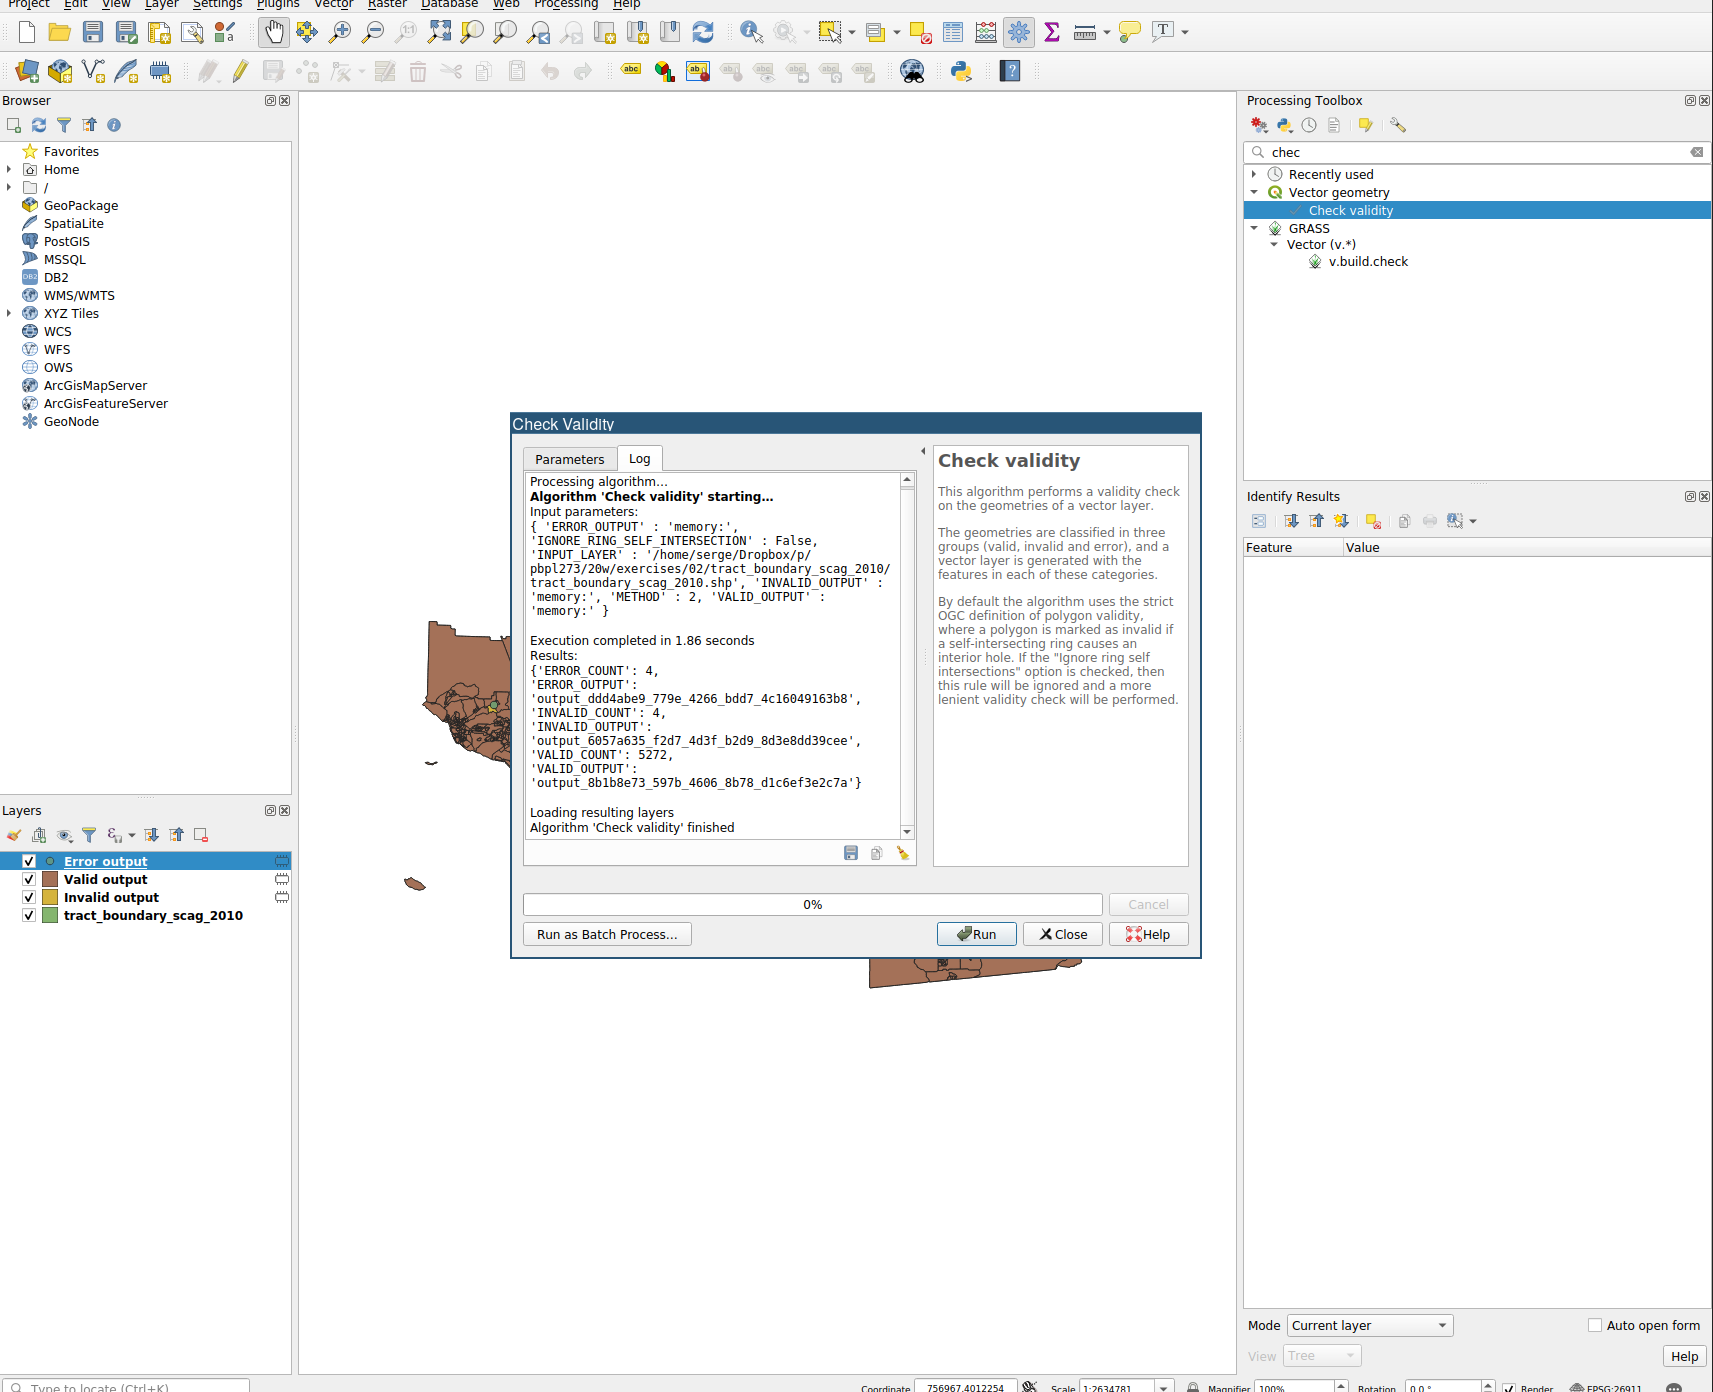 Project Edit View Layer Settings Plugins Vector Raster Database Web Processing Help
Browser
Favorites
Home
/
GeoPackage
SpatiaLite
PostGIS
MSSQL
DB2
WMS/WMTS
XYZ Tiles
WCS
WFS
OWS
ArcGisMapServer
ArcGisFeatureServer
GeoNode
Layers
Error output
Valid output
Invalid output
tract_boundary_scag_2010
Check Validity
Parameters Log
Processing algorithm…
Algorithm 'Check validity' starting…
Input parameters:
{ 'ERROR_OUTPUT' : 'memory:',
'IGNORE_RING_SELF_INTERSECTION' : False,
'INPUT_LAYER' : '/home/serge/Dropbox/p/
pbpl273/20w/exercises/02/tract_boundary_scag_2010/
tract_boundary_scag_2010.shp', 'INVALID_OUTPUT' :
'memory:', 'METHOD' : 2, 'VALID_OUTPUT' :
'memory:' }
Execution completed in 1.86 seconds
Results:
{'ERROR_COUNT': 4,
'ERROR_OUTPUT':
'output_ddd4abe9_779e_4266_bdd7_4c16049163b8',
'INVALID_COUNT': 4,
'INVALID_OUTPUT':
'output_6057a635_f2d7_4d3f_b2d9_8d3e8dd39cee',
'VALID_COUNT': 5272,
'VALID_OUTPUT':
'output_8b1b8e73_597b_4606_8b78_d1c6ef3e2c7a'}
Loading resulting layers
Algorithm 'Check validity' finished
Check validity
This algorithm performs a validity check
on the geometries of a vector layer.
The geometries are classified in three
groups (valid, invalid and error), and a
vector layer is generated with the
features in each of these categories.
By default the algorithm uses the strict
OGC definition of polygon validity,
where a polygon is marked as invalid if
a self-intersecting ring causes an
interior hole. If the "Ignore ring self
intersections" option is checked, then
this rule will be ignored and a more
lenient validity check will be performed.
0%
Cancel
Run as Batch Process…
Run
Close
Help
Processing Toolbox
chec
Recently used
Vector geometry
Check validity
GRASS
Vector (v.*)
v.build.check
Identify Results
Feature Value
Mode Current layer
Auto open form
View Tree
Help
Type to locate (Ctrl+K)
Coordinate 756967,4012254 Scale 1:2634781 Magnifier 100% Rotation 0.0 ° Render EPSG:26911